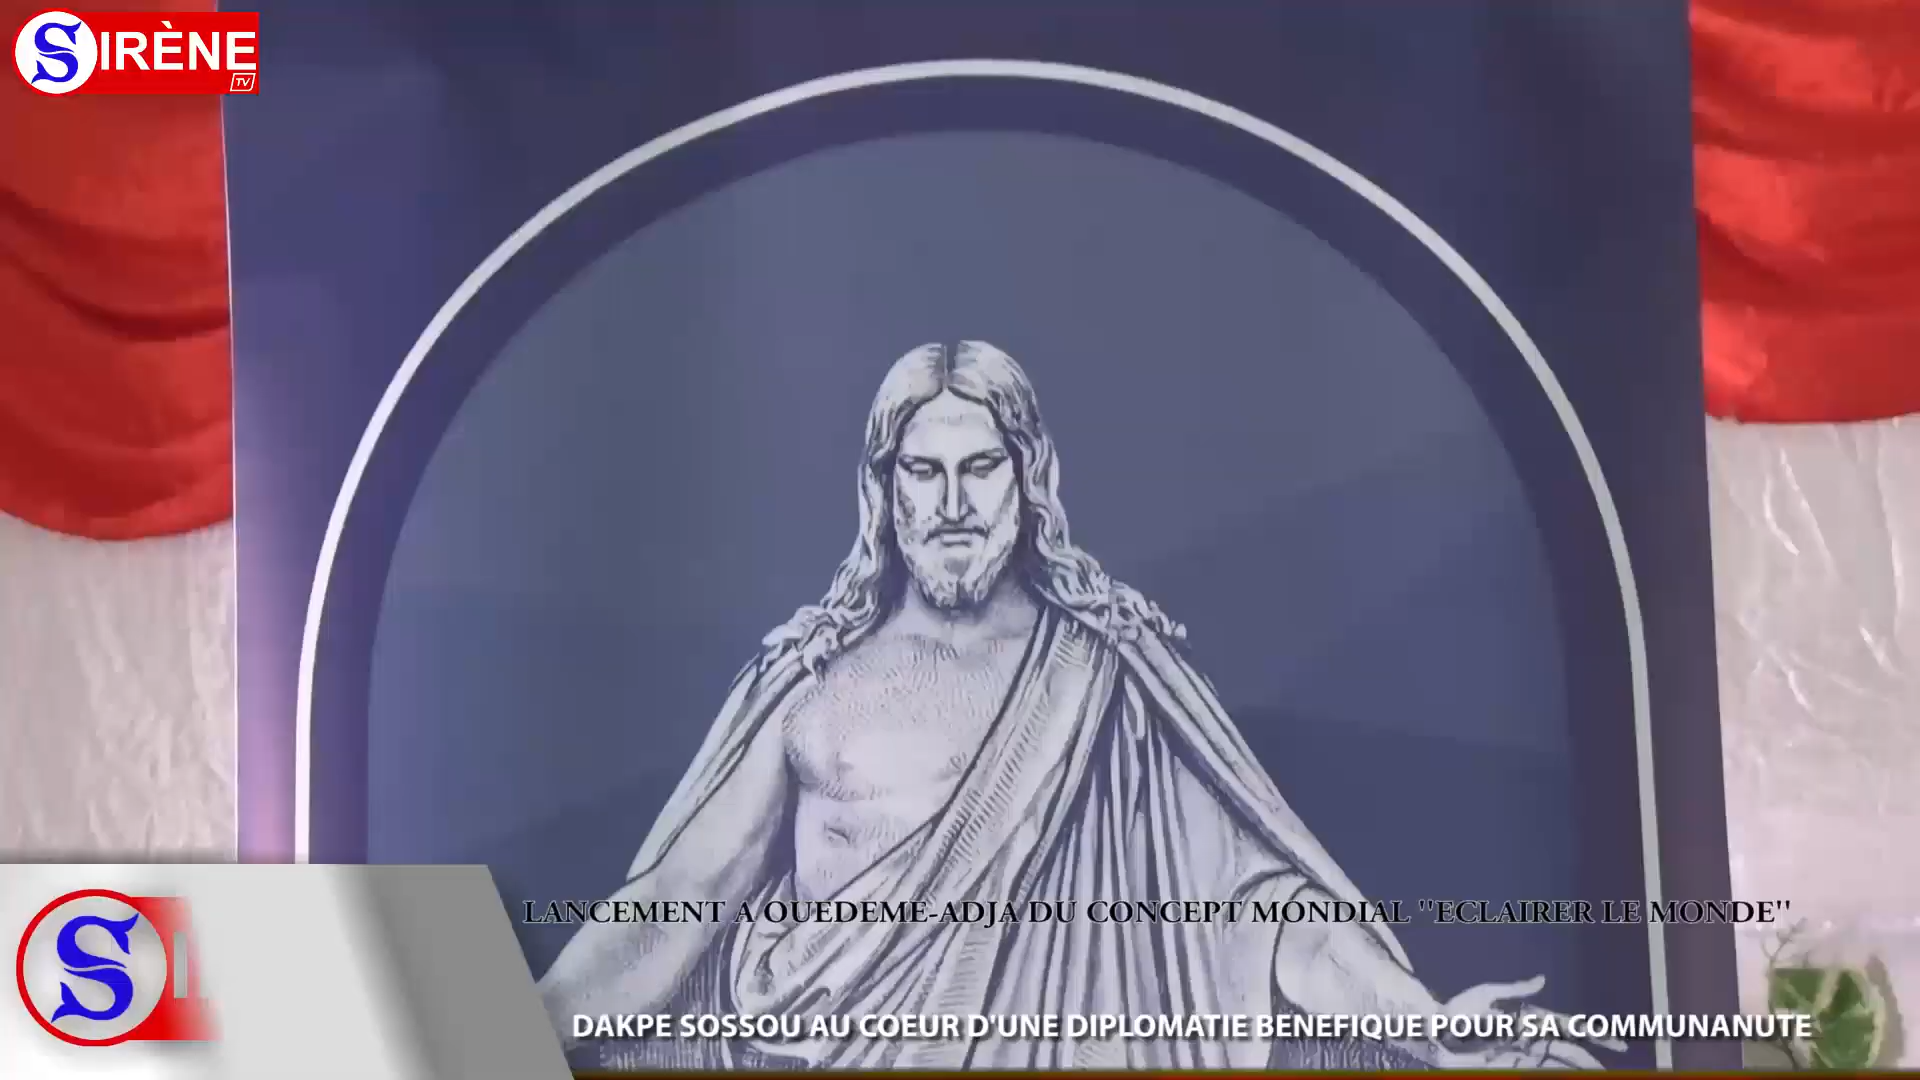 SIRÈNE
TV
LANCEMENT A OUEDEME-ADJA DU CONCEPT MONDIAL "ECLAIRER LE MONDE"
S
DAKPE SOSSOU AU COEUR D'UNE DIPLOMATIE BENEFIQUE POUR SA COMMUNANUTE